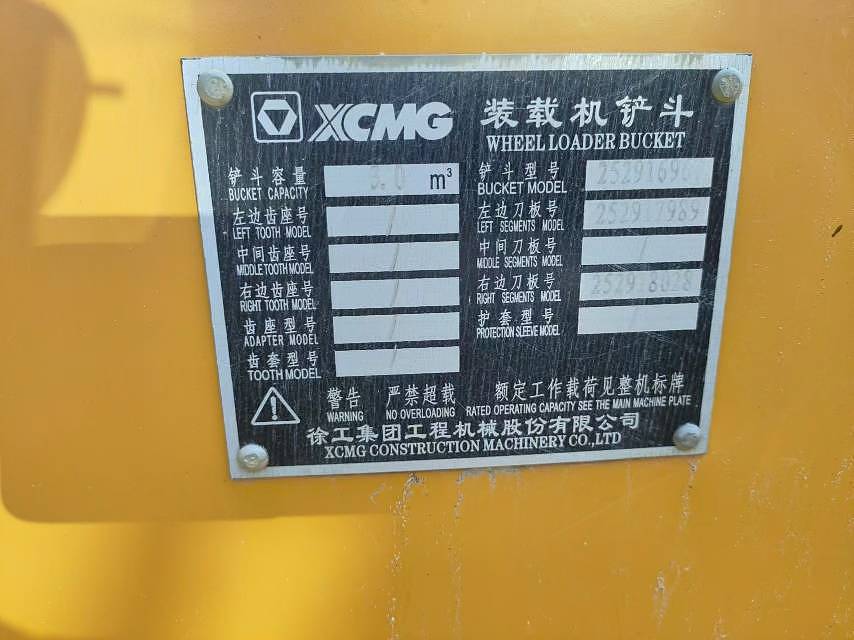 XCMG 装载机铲斗
WHEEL LOADER BUCKET
铲斗容量 3.0 m³
BUCKET CAPACITY
铲斗型号
BUCKET MODEL
左边齿座号 /
LEFT TOOTH MODEL
左边刀板号 252917989
LEFT SEGMENTS MODEL
中间齿座号 /
MIDDLE TOOTH MODEL
中间刀板号 /
MIDDLE SEGMENTS MODEL
右边齿座号 /
RIGHT TOOTH MODEL
右边刀板号
RIGHT SEGMENTS MODEL
齿座型号 /
ADAPTER MODEL
护套型号 /
PROTECTION SLEEVE MODEL
齿套型号 /
TOOTH MODEL
警告 严禁超载 额定工作载荷见整机标牌
WARNING NO OVERLOADING RATED OPERATING CAPACITY SEE THE MAIN MACHINE PLATE
徐工集团工程机械股份有限公司
XCMG CONSTRUCTION MACHINERY CO.,LTD